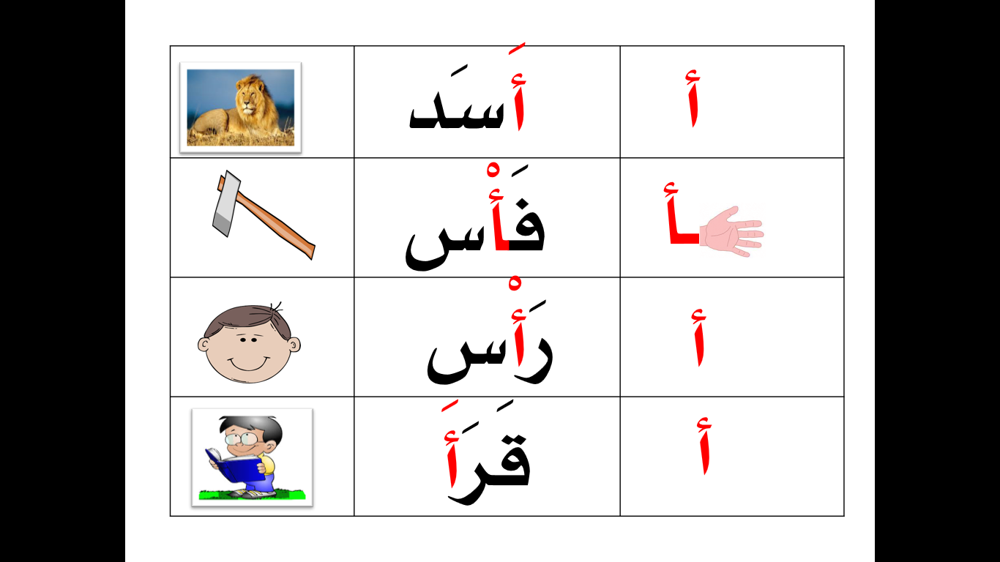 أ أَسَد
ـأ فَأْس
أ رَأْس
أ قَرَأَ